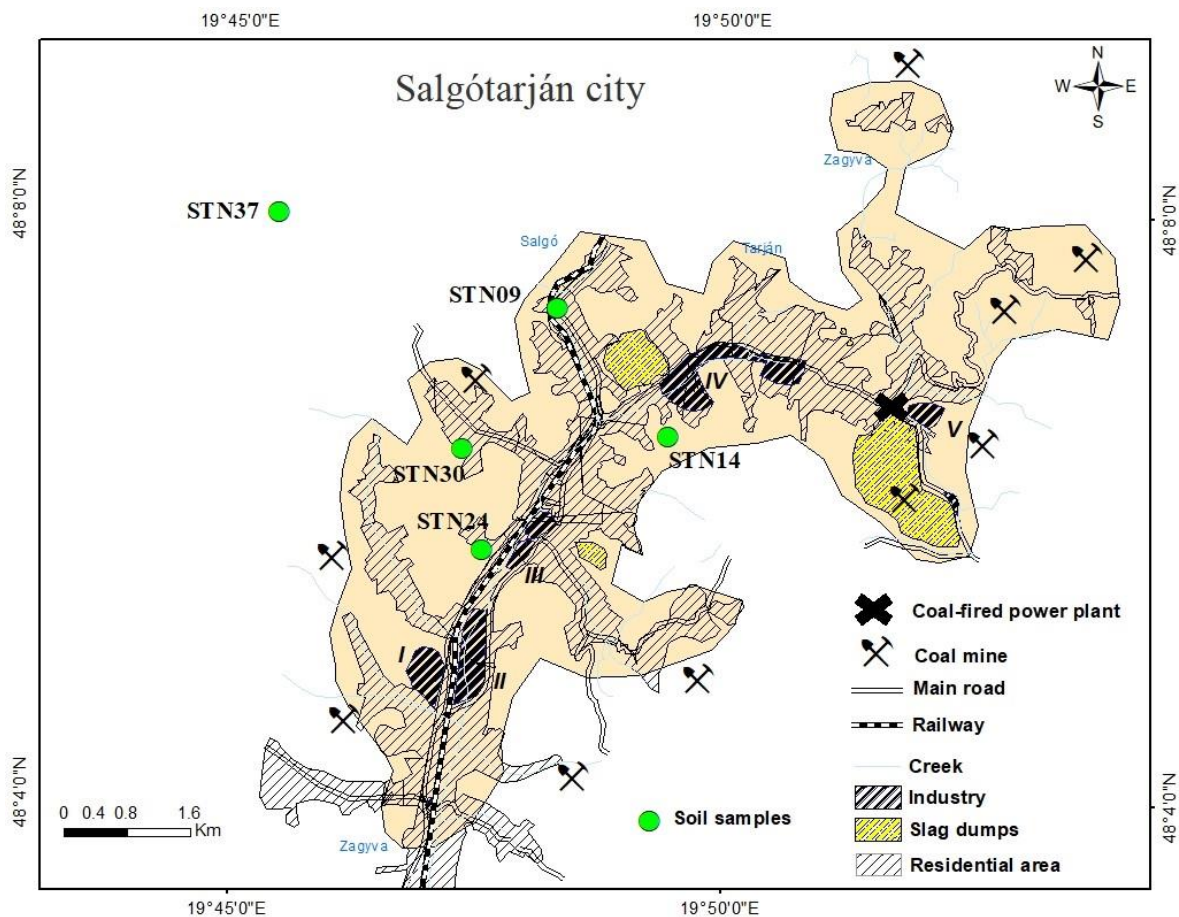 19°45'0"E
19°50'0"E
Salgótarján city
N
W
E
S
Zagyva
48°8'0"N
48°8'0"N
STN37
Salgó
Tarján
STN09
IV
V
STN14
STN30
STN24
III
I
II
Coal-fired power plant
Coal mine
Main road
Railway
Creek
Industry
Slag dumps
Residential area
Soil samples
48°4'0"N
48°4'0"N
0 0.4 0.8 1.6
Km
Zagyva
19°45'0"E
19°50'0"E